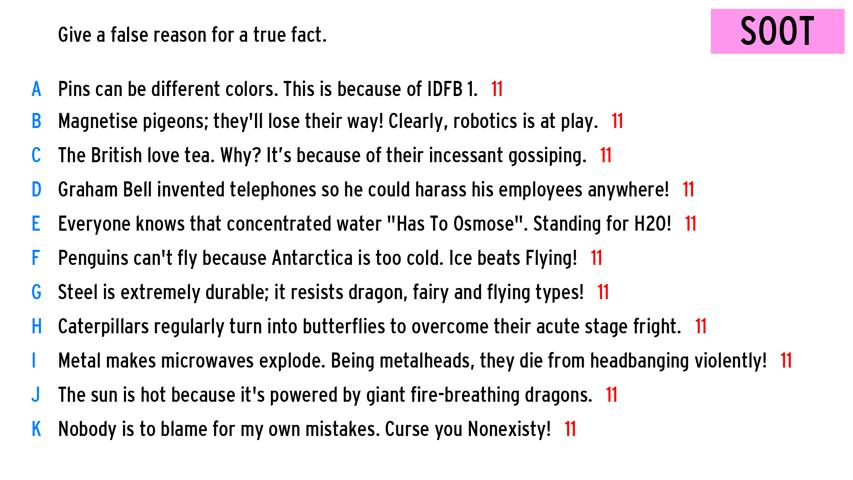 Give a false reason for a true fact.
SOOT
A Pins can be different colors. This is because of IDFB 1. 11
B Magnetise pigeons; they'll lose their way! Clearly, robotics is at play. 11
C The British love tea. Why? It’s because of their incessant gossiping. 11
D Graham Bell invented telephones so he could harass his employees anywhere! 11
E Everyone knows that concentrated water "Has To Osmose". Standing for H2O! 11
F Penguins can't fly because Antarctica is too cold. Ice beats Flying! 11
G Steel is extremely durable; it resists dragon, fairy and flying types! 11
H Caterpillars regularly turn into butterflies to overcome their acute stage fright. 11
I Metal makes microwaves explode. Being metalheads, they die from headbanging violently! 11
J The sun is hot because it's powered by giant fire-breathing dragons. 11
K Nobody is to blame for my own mistakes. Curse you Nonexisty! 11